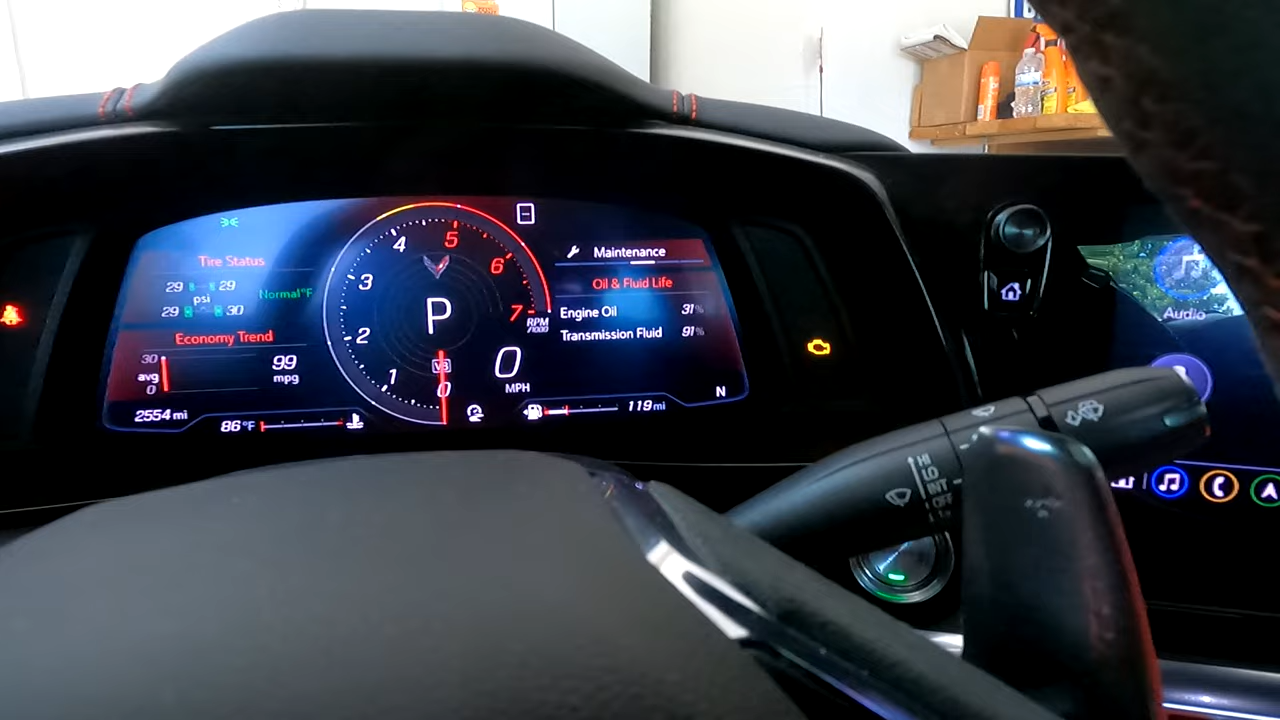 Tire Status
29 29
psi
29 30
Normal°F
Economy Trend
30
avg
0
99
mpg
2554 mi
86°F
0
1
2
3
4
5
6
7
RPM
/1000
P
V8
0
MPH
Maintenance
Oil & Fluid Life
Engine Oil 31%
Transmission Fluid 91%
119 mi
N
Audio
HI
LO
INT
OFF